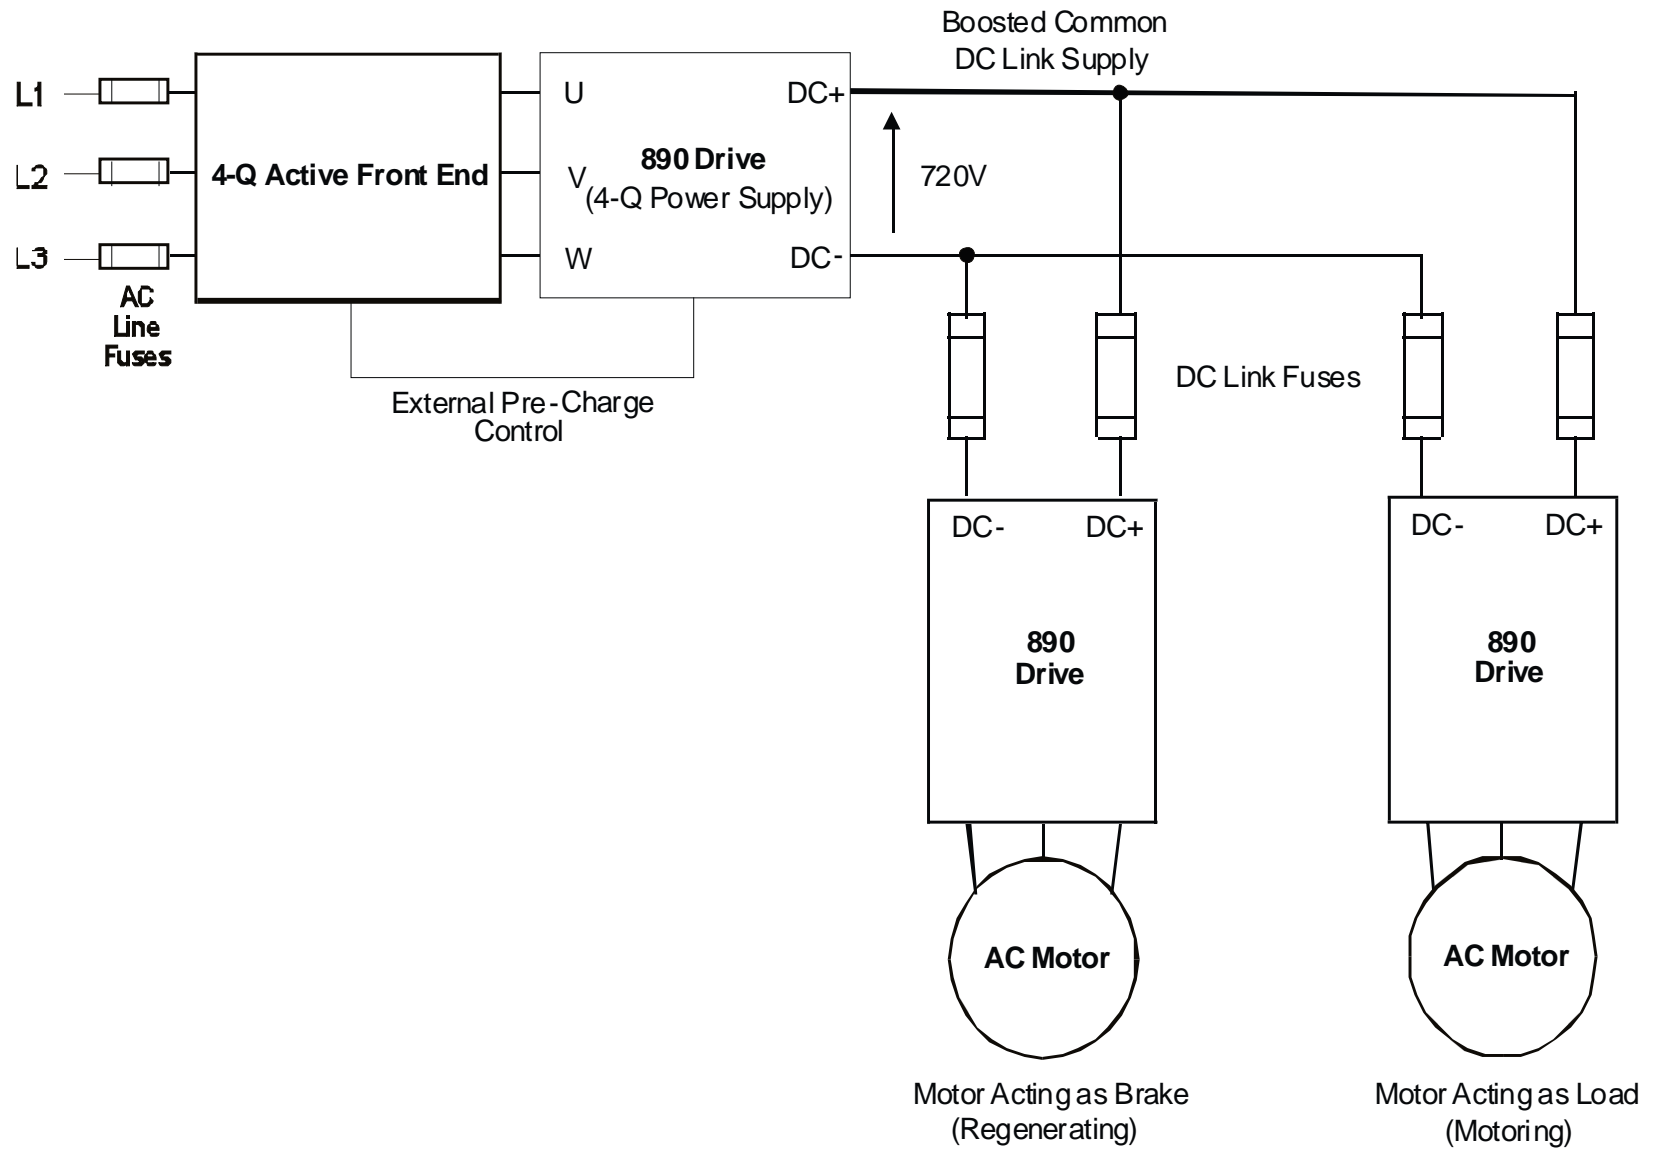 Boosted Common
DC Link Supply
L1
U
DC+
L2
4-Q Active Front End
V
890 Drive
(4-Q Power Supply)
720V
L3
W
DC-
AC
Line
Fuses
External Pre-Charge
Control
DC Link Fuses
DC-
DC+
DC-
DC+
890
Drive
890
Drive
AC Motor
AC Motor
Motor Acting as Brake
(Regenerating)
Motor Acting as Load
(Motoring)